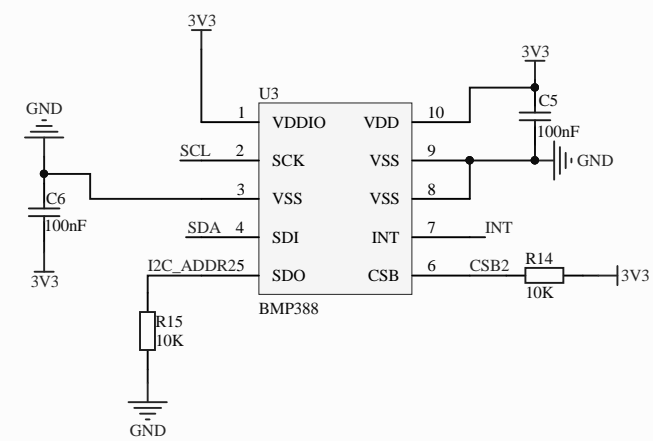 3V3
3V3
U3
GND
C5
1 VDDIO VDD 10
100nF
SCL 2 SCK VSS 9
GND
C6
3 VSS VSS 8
100nF
SDA 4 SDI INT 7 INT
3V3
I2C_ADDR2 5 SDO CSB 6 CSB2 R14
3V3
10K
BMP388
R15
10K
GND